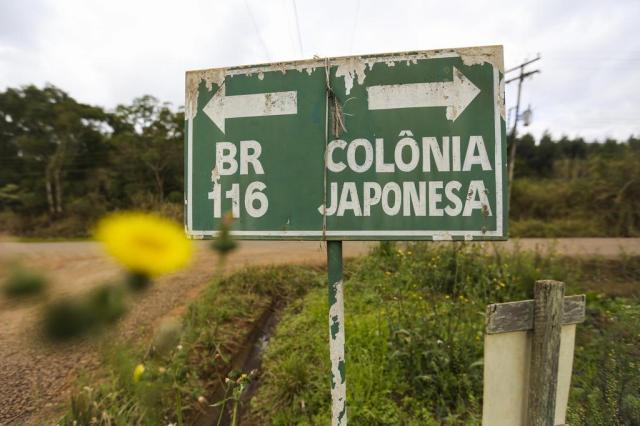 BR
116
COLÔNIA
JAPONESA